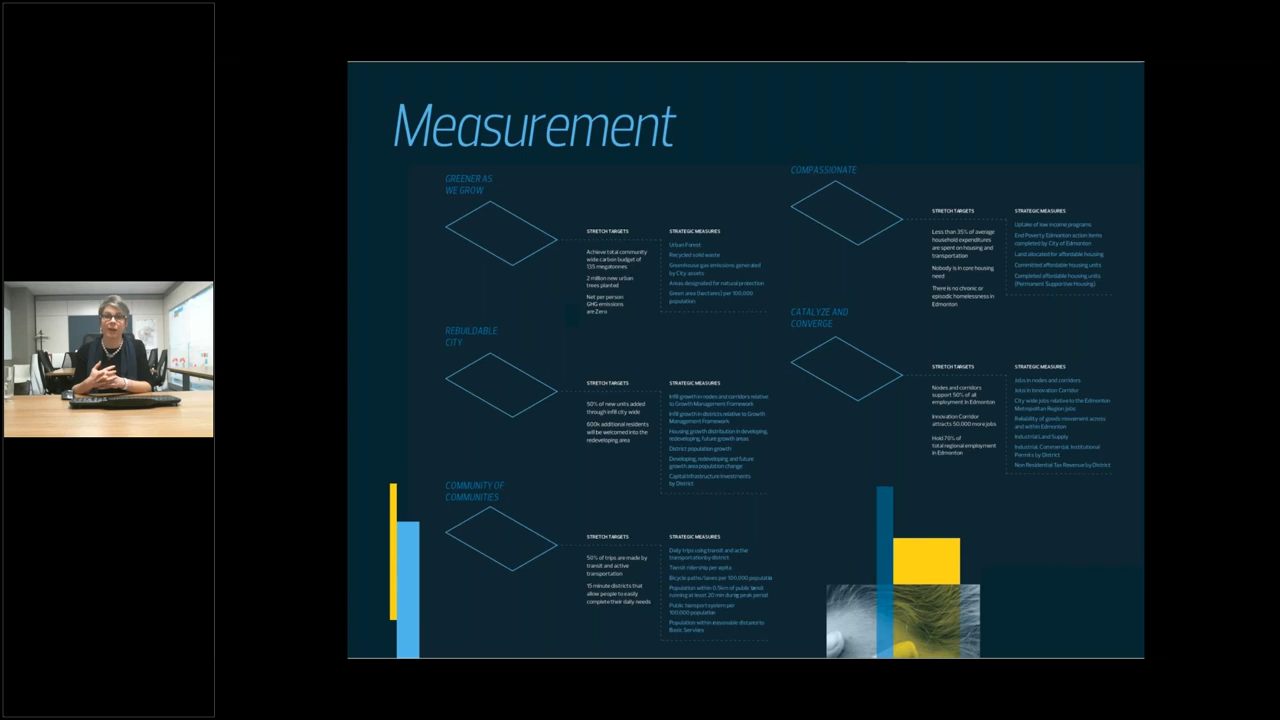 Measurement
GREENER AS
WE GROW
STRETCH TARGETS
Achieve total community
wide carbon budget of
135 megatonnes
2 million new urban
trees planted
Net per person
GHG emissions
are Zero
STRATEGIC MEASURES
Urban Forest
Recycled solid waste
Greenhouse gas emissions generated
by City assets
Areas designated for natural protection
Green area (hectares) per 100,000
population
REBUILDABLE
CITY
STRETCH TARGETS
50% of new units added
through infill city wide
600k additional residents
will be welcomed into the
redeveloping area
STRATEGIC MEASURES
Infill growth in nodes and corridors relative
to Growth Management Framework
Infill growth in districts relative to Growth
Management Framework
Housing growth distribution in developing,
redeveloping, future growth areas
District population growth
Developing, redeveloping and future
growth area population change
Capital Infrastructure Investments
by District
COMMUNITY OF
COMMUNITIES
STRETCH TARGETS
50% of trips are made by
transit and active
transportation
15 minute districts that
allow people to easily
complete their daily needs
STRATEGIC MEASURES
Daily trips using transit and active
transportation by district
Transit ridership per capita
Bicycle paths/lanes per 100,000 populatio
Population within 0.5km of public transit
running at least 20 min during peak period
Public transport system per
100,000 population
Population within reasonable distance to
Basic Services
COMPASSIONATE
STRETCH TARGETS
Less than 35% of average
household expenditures
are spent on housing and
transportation
Nobody is in core housing
need
There is no chronic or
episodic homelessness in
Edmonton
STRATEGIC MEASURES
Uptake of low income programs
End Poverty Edmonton action items
completed by City of Edmonton
Land allocated for affordable housing
Committed affordable housing units
Completed affordable housing units
(Permanent Supportive Housing)
CATALYZE AND
CONVERGE
STRETCH TARGETS
Nodes and corridors
support 50% of all
employment in Edmonton
Innovation Corridor
attracts 50,000 more jobs
Hold 70% of
total regional employment
in Edmonton
STRATEGIC MEASURES
Jobs in nodes and corridors
Jobs in Innovation Corridor
City wide jobs relative to the Edmonton
Metropolitan Region jobs
Reliability of goods movement across
and within Edmonton
Industrial Land Supply
Industrial Commercial Institutional
Permits by District
Non Residential Tax Revenue by District